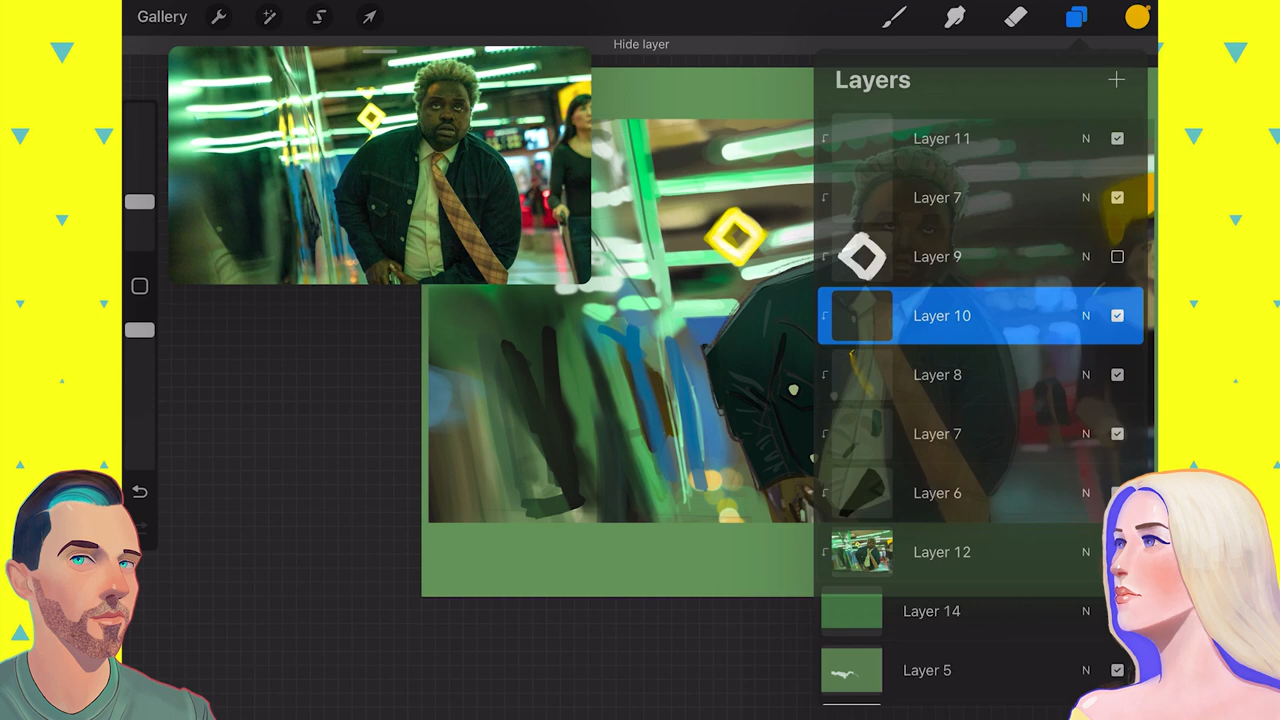 Gallery
Hide layer
Layers
Layer 11 N
Layer 7 N
Layer 9 N
Layer 10 N
Layer 8 N
Layer 7 N
Layer 6 N
Layer 12 N
Layer 14 N
Layer 5 N